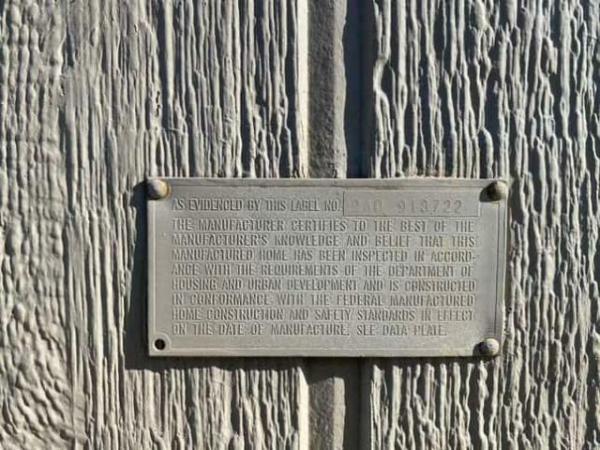 AS EVIDENCED BY THIS LABEL NO. 913722
THE MANUFACTURER CERTIFIES TO THE BEST OF THE
MANUFACTURER'S KNOWLEDGE AND BELIEF THAT THIS
MANUFACTURED HOME HAS BEEN INSPECTED IN ACCORD-
ANCE WITH THE REQUIREMENTS OF THE DEPARTMENT OF
HOUSING AND URBAN DEVELOPMENT AND IS CONSTRUCTED
IN CONFORMANCE WITH THE FEDERAL MANUFACTURED
HOME CONSTRUCTION AND SAFETY STANDARDS IN EFFECT
ON THE DATE OF MANUFACTURE. SEE DATA PLATE.